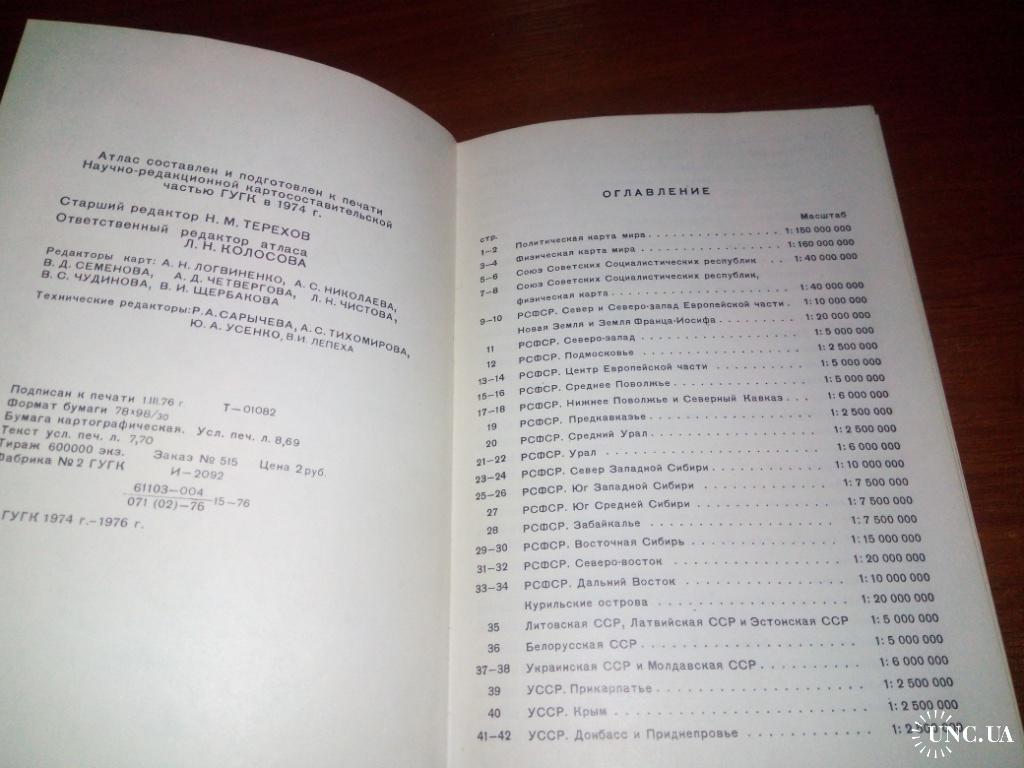 Атлас составлен и подготовлен к печати
Научно-редакционной картосоставительской
частью ГУГК в 1974 г.
Старший редактор Н. М. ТЕРЕХОВ
Ответственный редактор атласа
Л. Н. КОЛОСОВА
Редакторы карт: А. Н. ЛОГВИНЕНКО, А. С. НИКОЛАЕВА,
В. Д. СЕМЕНОВА, А. Д. ЧЕТВЕРГОВА, Л. Н. ЧИСТОВА,
В. С. ЧУДИНОВА, В. И. ЩЕРБАКОВА
Технические редакторы: Р. А. САРЫЧЕВА, А. С. ТИХОМИРОВА,
Ю. А. УСЕНКО, В. И. ЛЕПЕХА
Подписан к печати 1.III.76 г Т—01082
Формат бумаги 78×98/30
Бумага картографическая. Усл. печ. л. 8,69
Текст усл. печ. л. 7,70
Тираж 600000 экз. Заказ № 515 Цена 2 руб.
Фабрика № 2 ГУГК И—2092
61103—004
071 (02)—76 15—76
ГУГК 1974 г.—1976 г.
ОГЛАВЛЕНИЕ
стр. Масштаб
1—2 Политическая карта мира . . . . . . . . . . . . . . . . 1: 150 000 000
3—4 Физическая карта мира . . . . . . . . . . . . . . . . . 1: 160 000 000
5—6 Союз Советских Социалистических республик . . 1: 40 000 000
7—8 Союз Советских Социалистических республик,
физическая карта . . . . . . . . . . . . . . . . . . . . . 1: 40 000 000
9—10 РСФСР. Север и Северо-запад Европейской части . 1: 10 000 000
Новая Земля и Земля Франца-Иосифа . . . . . . . . . 1: 20 000 000
11 РСФСР. Северо-запад . . . . . . . . . . . . . . . . . . 1: 5 000 000
12 РСФСР. Подмосковье . . . . . . . . . . . . . . . . . . 1: 2 500 000
13—14 РСФСР. Центр Европейской части . . . . . . . . . . . 1: 5 000 000
15—16 РСФСР. Среднее Поволжье . . . . . . . . . . . . . . . 1: 5 000 000
17—18 РСФСР. Нижнее Поволжье и Северный Кавказ . . . 1: 6 000 000
19 РСФСР. Предкавказье . . . . . . . . . . . . . . . . . . 1: 2 500 000
20 РСФСР. Средний Урал . . . . . . . . . . . . . . . . . . 1: 2 500 000
21—22 РСФСР. Урал . . . . . . . . . . . . . . . . . . . . . . . 1: 6 000 000
23—24 РСФСР. Север Западной Сибири . . . . . . . . . . . . 1: 10 000 000
25—26 РСФСР. Юг Западной Сибири . . . . . . . . . . . . . . 1: 7 500 000
27 РСФСР. Юг Средней Сибири . . . . . . . . . . . . . . 1: 7 500 000
28 РСФСР. Забайкалье . . . . . . . . . . . . . . . . . . . 1: 7 500 000
29—30 РСФСР. Восточная Сибирь . . . . . . . . . . . . . . . 1: 15 000 000
31—32 РСФСР. Северо-восток . . . . . . . . . . . . . . . . . 1: 20 000 000
33—34 РСФСР. Дальний Восток . . . . . . . . . . . . . . . . 1: 10 000 000
Курильские острова . . . . . . . . . . . . . . . . . . . 1: 20 000 000
35 Литовская ССР, Латвийская ССР и Эстонская ССР 1: 5 000 000
36 Белорусская ССР . . . . . . . . . . . . . . . . . . . . . 1: 5 000 000
37—38 Украинская ССР и Молдавская ССР . . . . . . . . . . 1: 6 000 000
39 УССР. Прикарпатье . . . . . . . . . . . . . . . . . . . 1: 2 500 000
40 УССР. Крым . . . . . . . . . . . . . . . . . . . . . . . 1: 2 500 000
41—42 УССР. Донбасс и Приднепровье . . . . . . . . . . . . 1: 2 500 000
UNC.UA